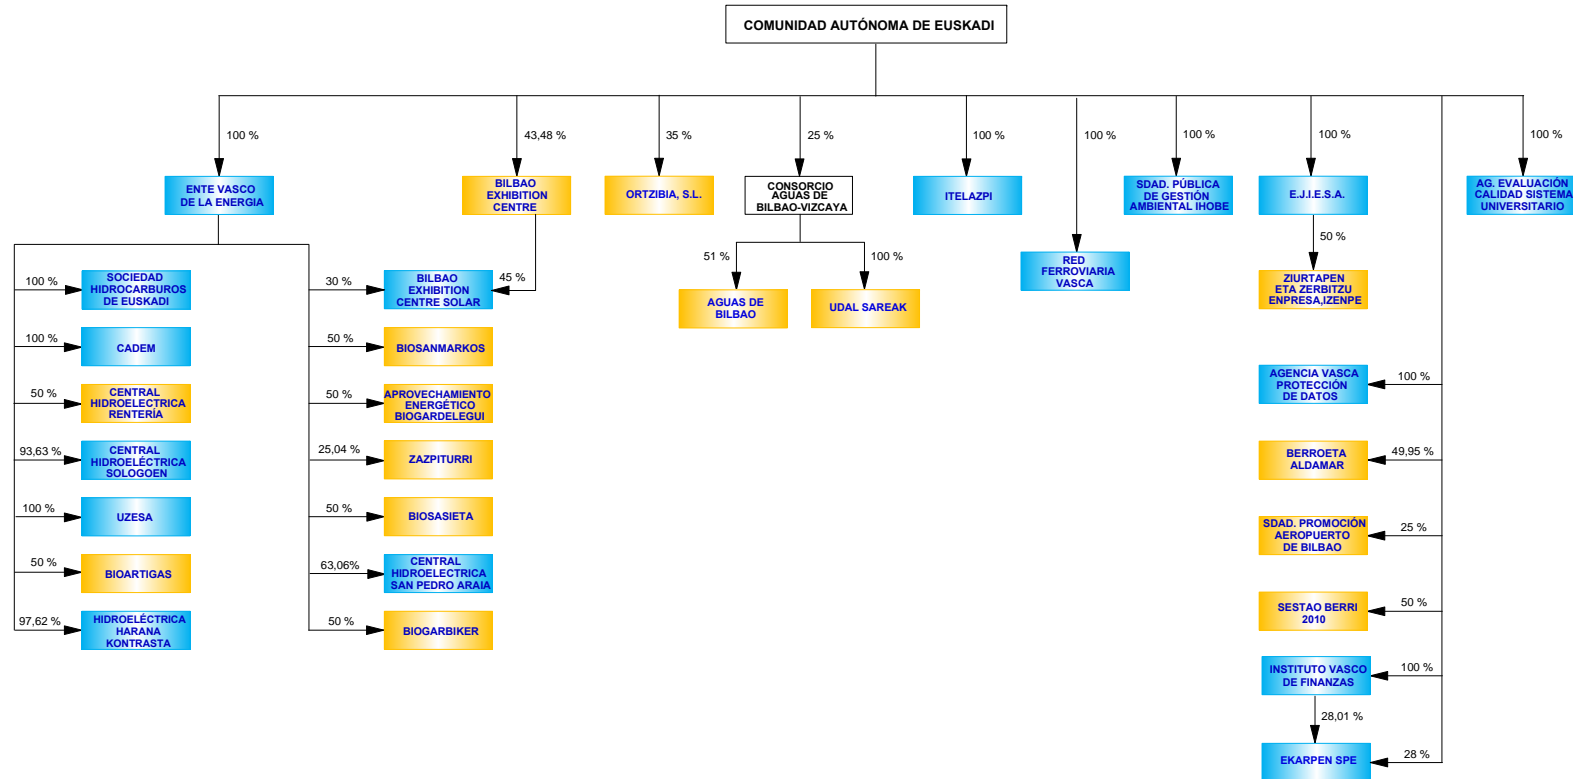 COMUNIDAD AUTÓNOMA DE EUSKADI
100 %
43,48 %
35 %
25 %
100 %
100 %
100 %
100 %
100 %
ENTE VASCO
DE LA ENERGIA
BILBAO
EXHIBITION
CENTRE
ORTZIBIA, S.L.
CONSORCIO
AGUAS DE
BILBAO-VIZCAYA
ITELAZPI
SDAD. PÚBLICA
DE GESTIÓN
AMBIENTAL IHOBE
E.J.I.E.S.A.
AG. EVALUACIÓN
CALIDAD SISTEMA
UNIVERSITARIO
RED
FERROVIARIA
VASCA
51 %
100 %
50 %
AGUAS DE
BILBAO
UDAL SAREAK
ZIURTAPEN
ETA ZERBITZU
ENPRESA,IZENPE
100 %
SOCIEDAD
HIDROCARBUROS
DE EUSKADI
30 %
BILBAO
EXHIBITION
CENTRE SOLAR
45 %
100 %
CADEM
50 %
BIOSANMARKOS
50 %
CENTRAL
HIDROELECTRICA
RENTERÍA
50 %
APROVECHAMIENTO
ENERGÉTICO
BIOGARDELEGUI
AGENCIA VASCA
PROTECCIÓN
DE DATOS
100 %
93,63 %
CENTRAL
HIDROELÉCTRICA
SOLOGOEN
25,04 %
ZAZPITURRI
BERROETA
ALDAMAR
49,95 %
100 %
UZESA
50 %
BIOSASIETA
SDAD. PROMOCIÓN
AEROPUERTO
DE BILBAO
25 %
50 %
BIOARTIGAS
63,06%
CENTRAL
HIDROELECTRICA
SAN PEDRO ARAIA
SESTAO BERRI
2010
50 %
97,62 %
HIDROELÉCTRICA
HARANA
KONTRASTA
50 %
BIOGARBIKER
INSTITUTO VASCO
DE FINANZAS
100 %
28,01 %
EKARPEN SPE
28 %